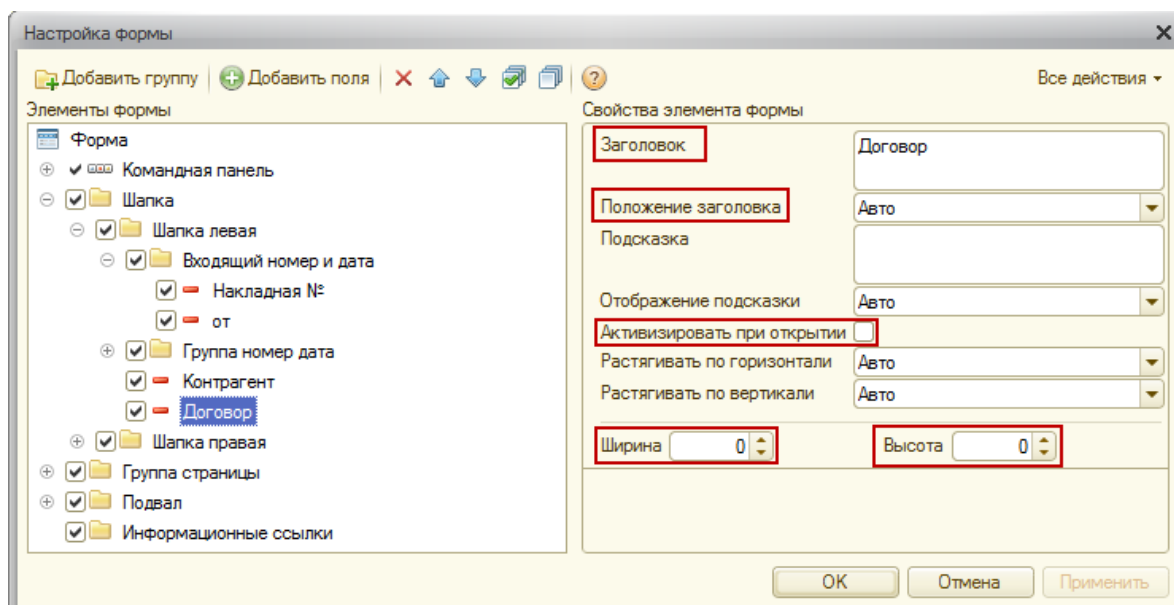 Настройка формы
Добавить группу Добавить поля Все действия
Элементы формы
Форма
Командная панель
Шапка
Шапка левая
Входящий номер и дата
Накладная №
от
Группа номер дата
Контрагент
Договор
Шапка правая
Группа страницы
Подвал
Информационные ссылки
Свойства элемента формы
Заголовок Договор
Положение заголовка Авто
Подсказка
Отображение подсказки Авто
Активизировать при открытии
Растягивать по горизонтали Авто
Растягивать по вертикали Авто
Ширина 0 Высота 0
OK Отмена Применить